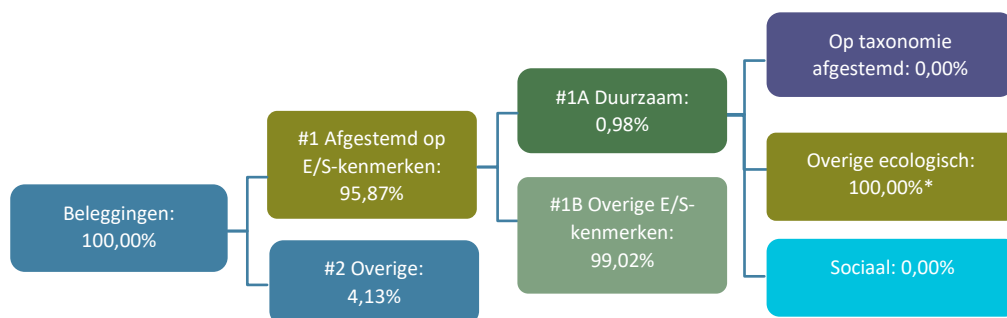 Beleggingen:
100,00%
#1 Afgestemd op
E/S-kenmerken:
95,87%
#2 Overige:
4,13%
#1A Duurzaam:
0,98%
#1B Overige E/S-
kenmerken:
99,02%
Op taxonomie
afgestemd: 0,00%
Overige ecologisch:
100,00%*
Sociaal: 0,00%